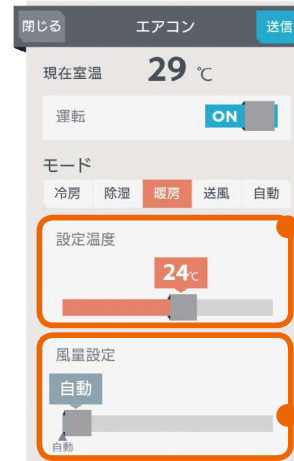 閉じる エアコン 送信
現在室温 29 ℃
運転 ON
モード
冷房 除湿 暖房 送風 自動
設定温度
24℃
風量設定
自動
自動